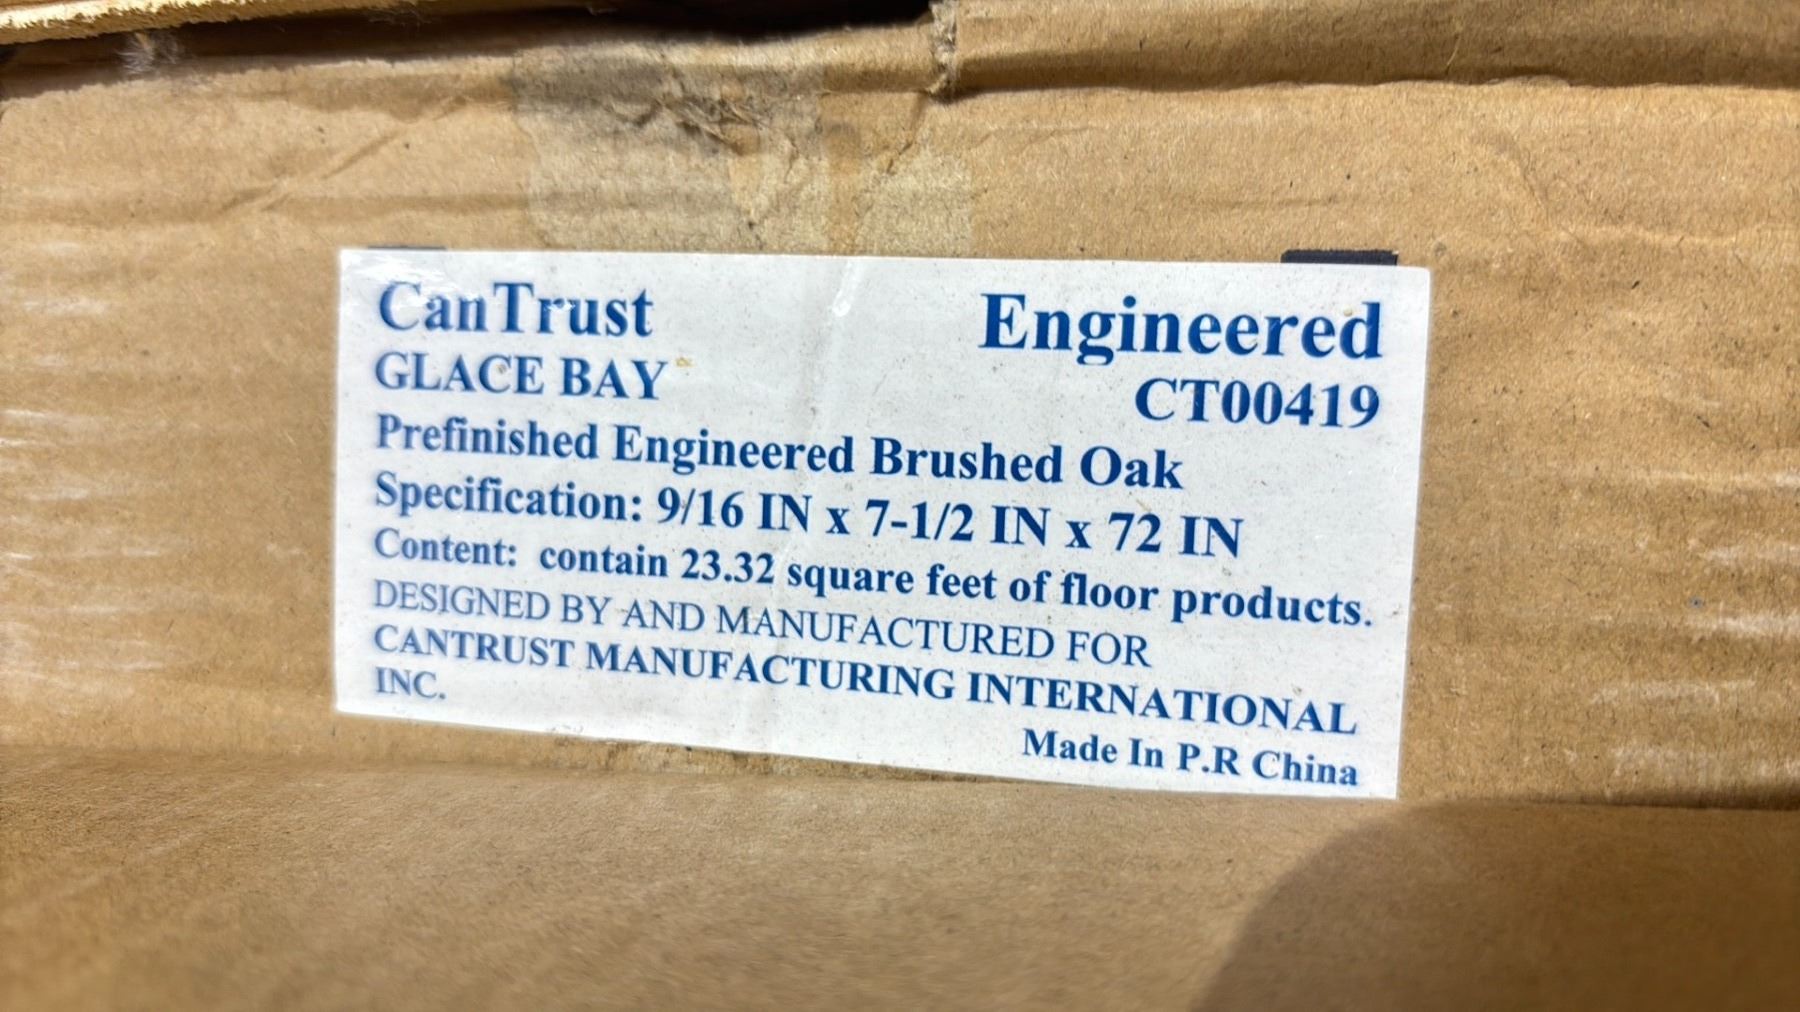 CanTrust Engineered
GLACE BAY CT00419
Prefinished Engineered Brushed Oak
Specification: 9/16 IN x 7-1/2 IN x 72 IN
Content: contain 23.32 square feet of floor products.
DESIGNED BY AND MANUFACTURED FOR
CANTRUST MANUFACTURING INTERNATIONAL
INC.
Made In P.R China